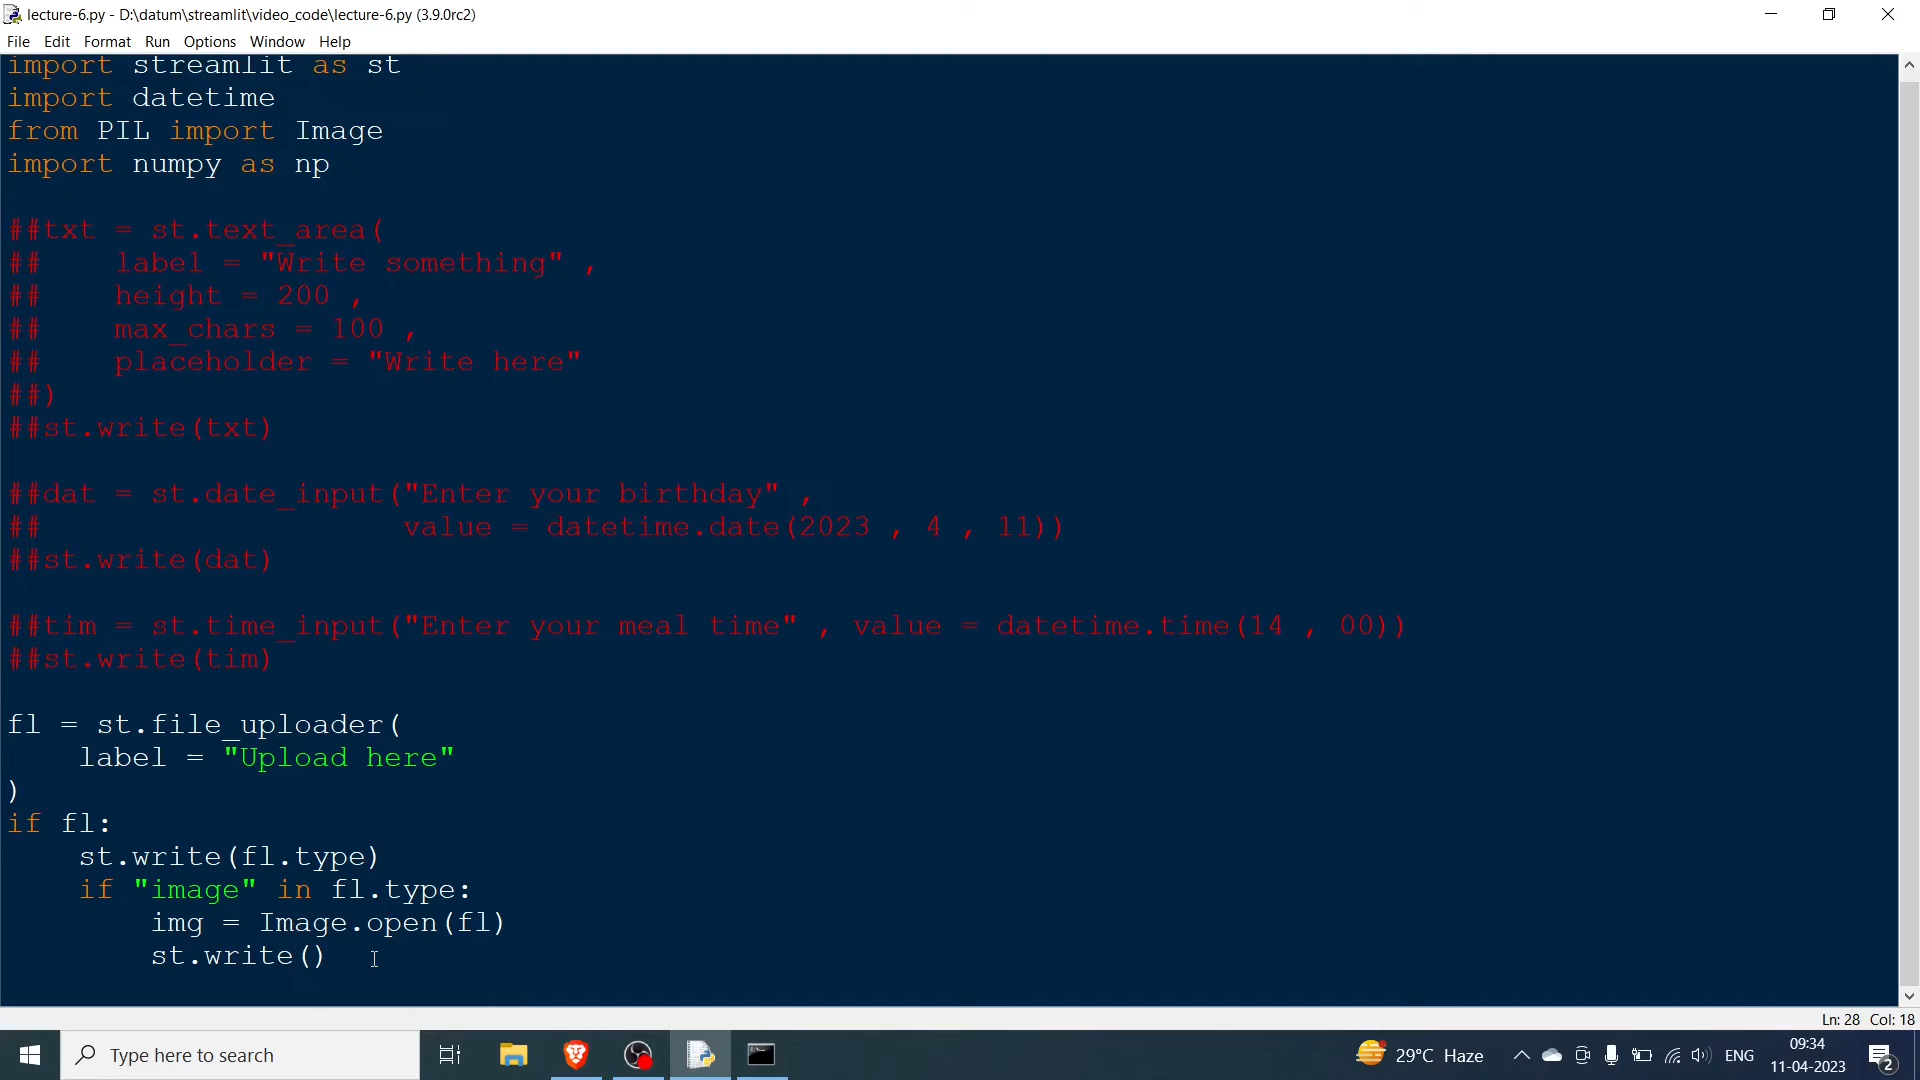 lecture-6.py - D:\datum\streamlit\video_code\lecture-6.py (3.9.0rc2)
File Edit Format Run Options Window Help
import streamlit as st
import datetime
from PIL import Image
import numpy as np
##txt = st.text_area(
##    label = "Write something" ,
##    height = 200 ,
##    max_chars = 100 ,
##    placeholder = "Write here"
##)
##st.write(txt)
##dat = st.date_input("Enter your birthday" ,
##                    value = datetime.date(2023 , 4 , 11))
##st.write(dat)
##tim = st.time_input("Enter your meal time" , value = datetime.time(14 , 00))
##st.write(tim)
fl = st.file_uploader(
    label = "Upload here"
)
if fl:
    st.write(fl.type)
    if "image" in fl.type:
        img = Image.open(fl)
        st.write()
Ln: 28 Col: 18
Type here to search
29°C Haze
ENG
09:34
11-04-2023
2